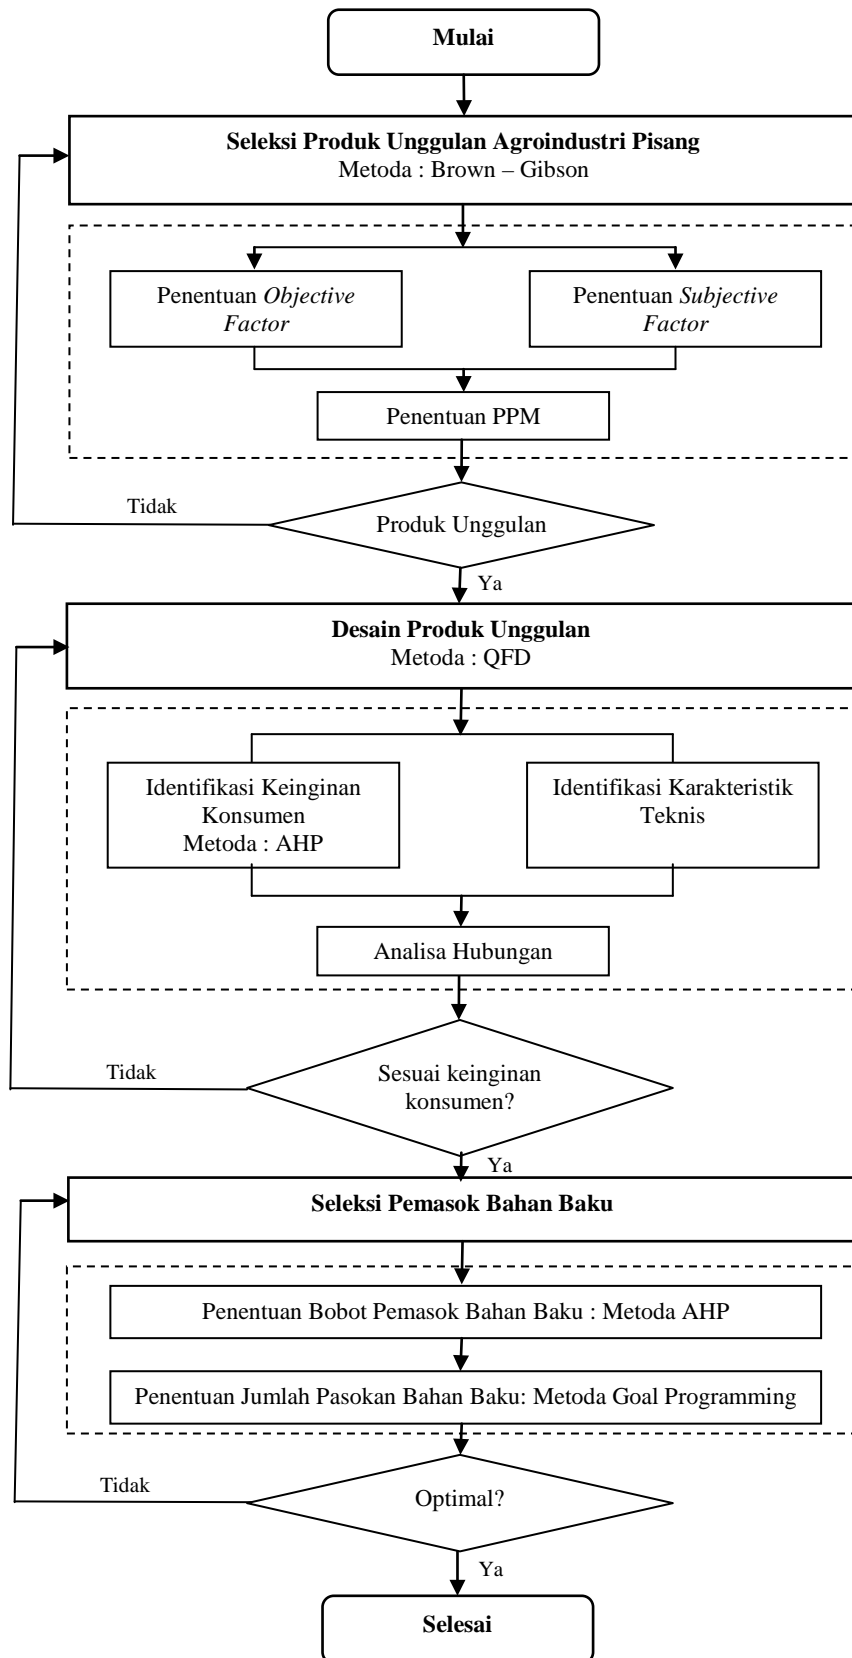 Mulai
Seleksi Produk Unggulan Agroindustri Pisang
Metoda : Brown – Gibson
Penentuan Objective
Factor
Penentuan Subjective
Factor
Penentuan PPM
Tidak
Produk Unggulan
Ya
Desain Produk Unggulan
Metoda : QFD
Identifikasi Keinginan
Konsumen
Metoda : AHP
Identifikasi Karakteristik
Teknis
Analisa Hubungan
Tidak
Sesuai keinginan
konsumen?
Ya
Seleksi Pemasok Bahan Baku
Penentuan Bobot Pemasok Bahan Baku : Metoda AHP
Penentuan Jumlah Pasokan Bahan Baku: Metoda Goal Programming
Tidak
Optimal?
Ya
Selesai